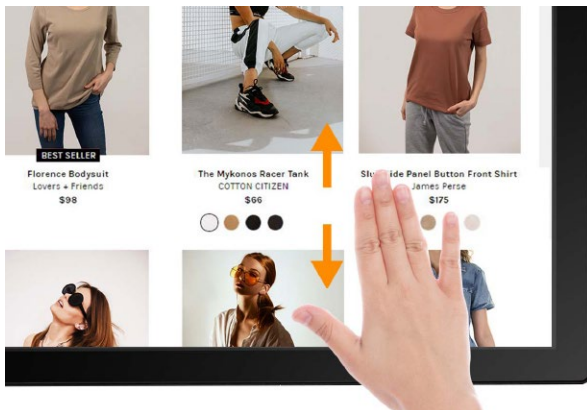 BEST SELLER
Florence Bodysuit
Lovers + Friends
$98
The Mykonos Racer Tank
COTTON CITIZEN
$66
Panel Button Front Shirt
James Perse
$175